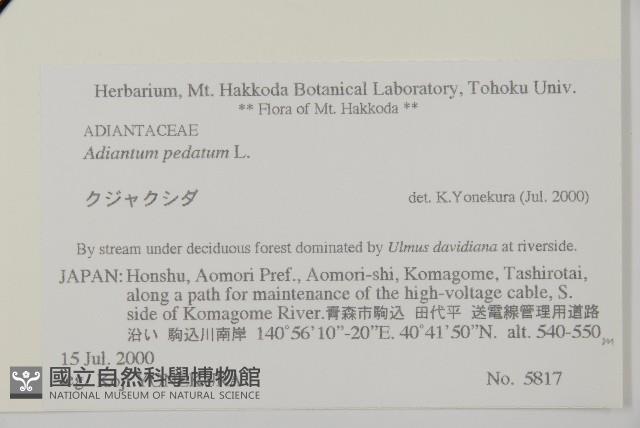 Herbarium, Mt. Hakkoda Botanical Laboratory, Tohoku Univ.
** Flora of Mt. Hakkoda **
ADIANTACEAE
Adiantum pedatum L.
クジャクシダ
det. K.Yonekura (Jul. 2000)
By stream under deciduous forest dominated by Ulmus davidiana at riverside.
JAPAN: Honshu, Aomori Pref., Aomori-shi, Komagome, Tashirotai,
along a path for maintenance of the high-voltage cable, S.
side of Komagome River.青森市駒込 田代平 送電線管理用道路
沿い 駒込川南岸 140˚56'10"-20"E. 40˚41'50"N. alt. 540-550m
15 Jul. 2000
No. 5817
國立自然科學博物館
NATIONAL MUSEUM OF NATURAL SCIENCE